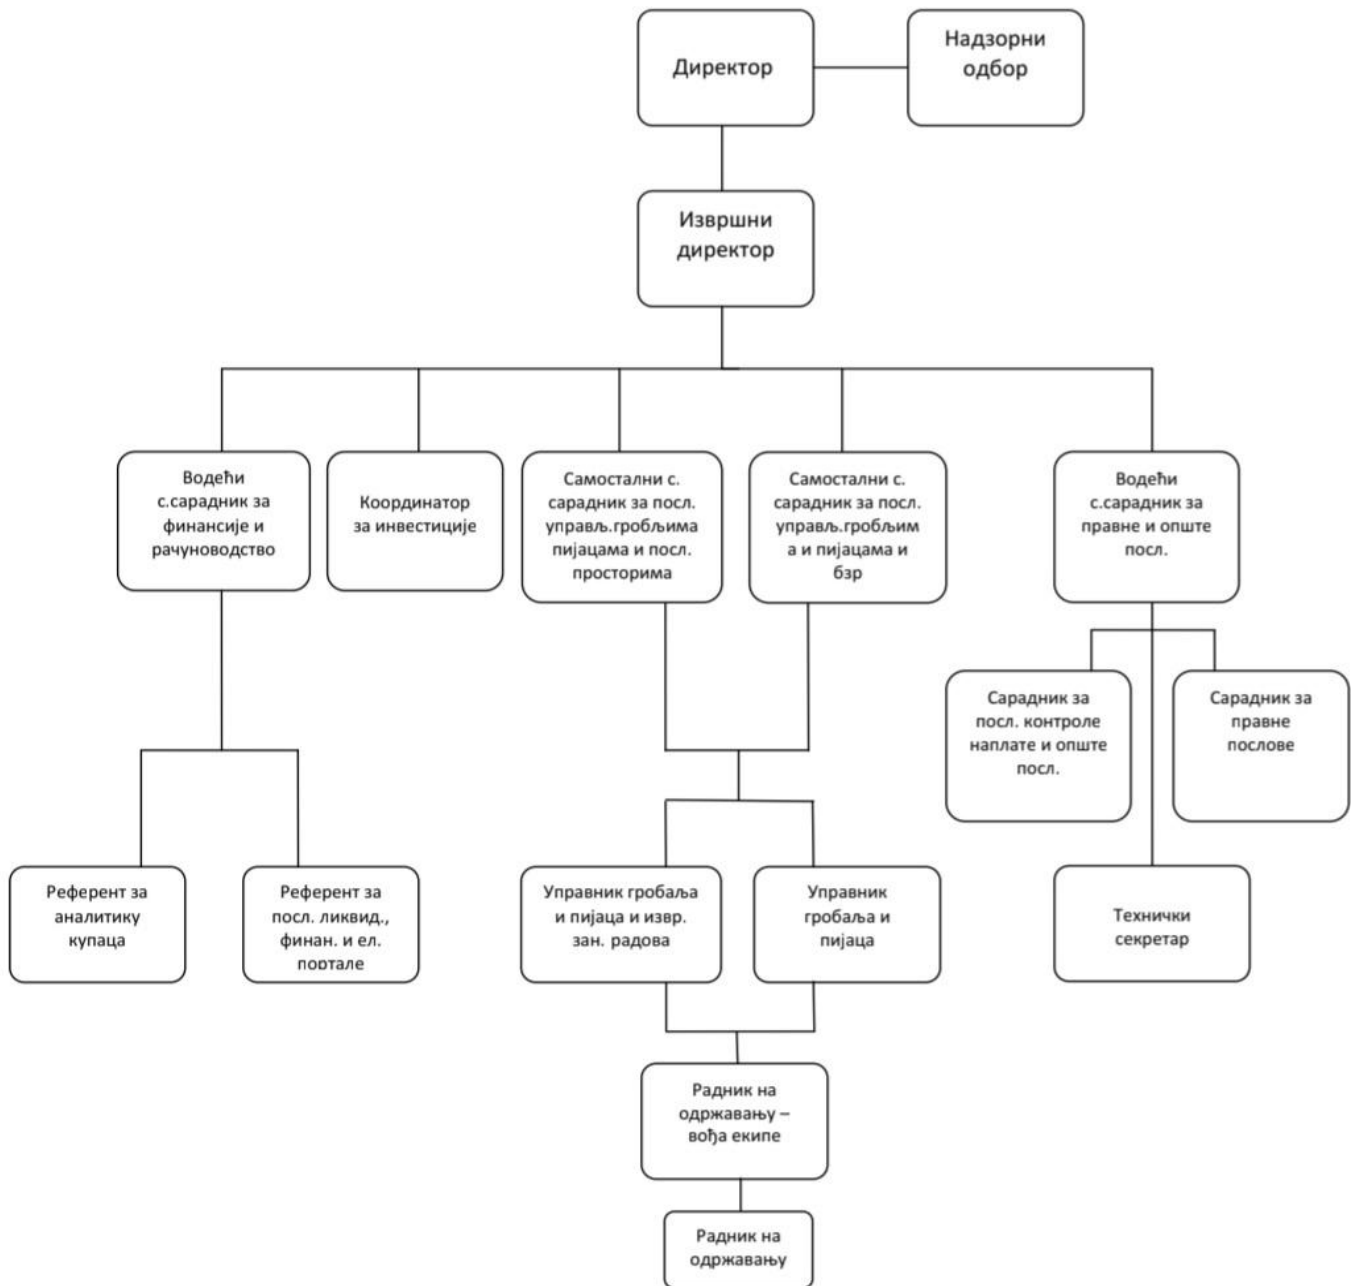 Директор
Надзорни
одбор
Извршни
директор
Водећи
с.сарадник за
финансије и
рачуноводство
Координатор
за инвестиције
Самостални с.
сарадник за посл.
управљ.гробљима
пијацама и посл.
просторима
Самостални с.
сарадник за посл.
управљ.гробљим
а и пијацама и
бзр
Водећи
с.сарадник за
правне и опште
посл.
Сарадник за
посл. контроле
наплате и опште
посл.
Сарадник за
правне
послове
Референт за
аналитику
купаца
Референт за
посл. ликвид.,
финан. и ел.
портале
Управник гробаља
и пијаца и извр.
зан. радова
Управник
гробаља и
пијаца
Технички
секретар
Радник на
одржавању –
вођа екипе
Радник на
одржавању